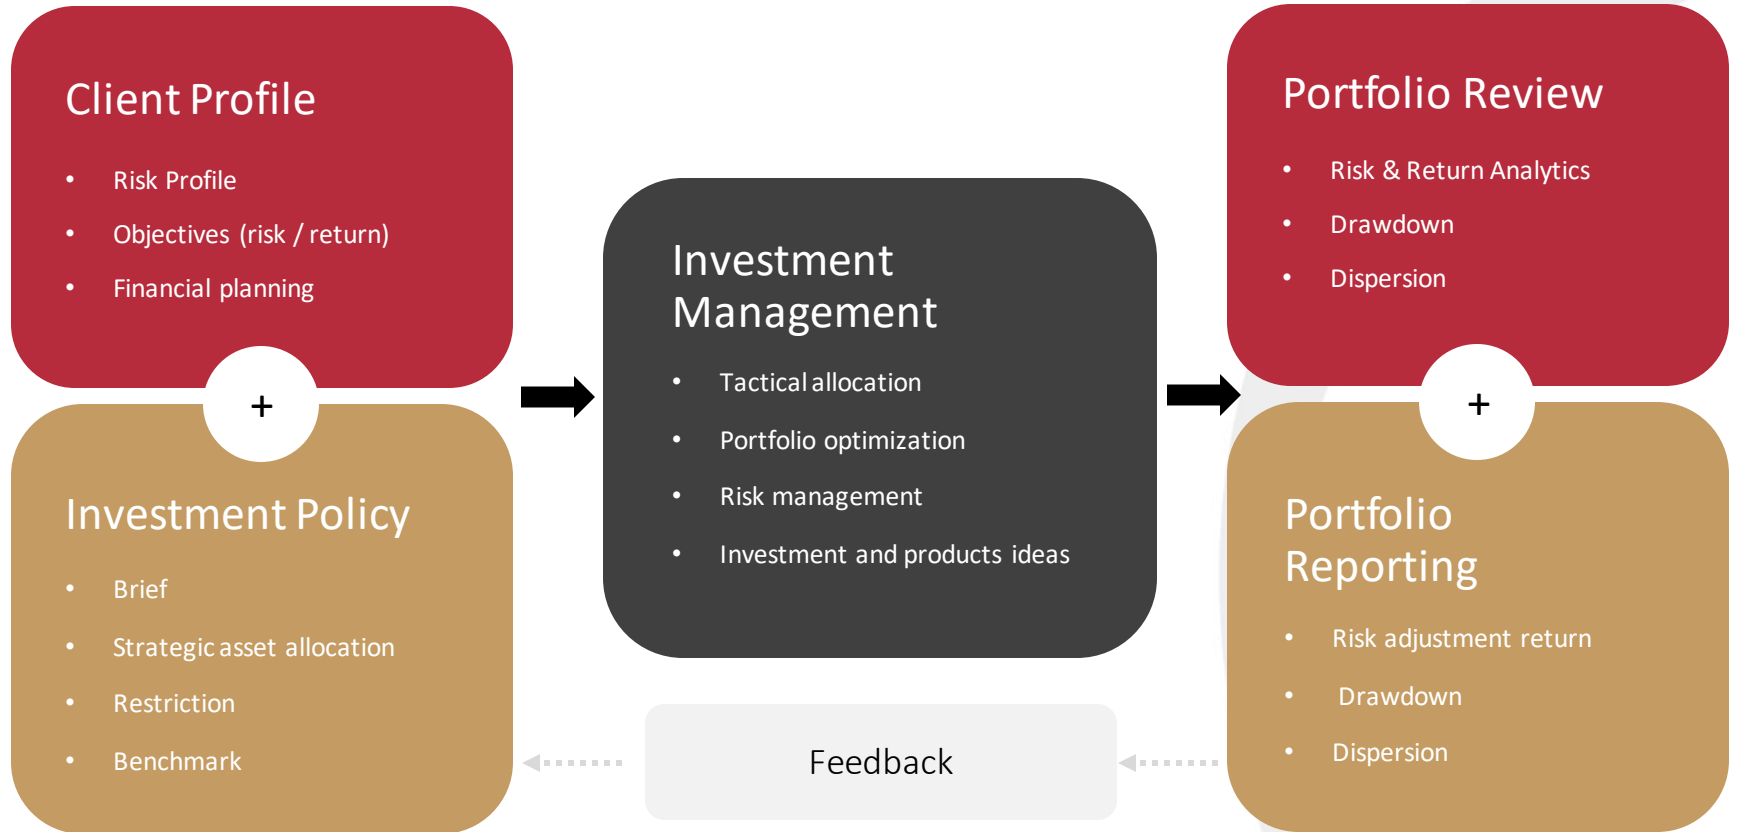 Client Profile
• Risk Profile
• Objectives (risk / return)
• Financial planning
+
Investment Policy
• Brief
• Strategic asset allocation
• Restriction
• Benchmark
Investment
Management
• Tactical allocation
• Portfolio optimization
• Risk management
• Investment and products ideas
Feedback
Portfolio Review
• Risk & Return Analytics
• Drawdown
• Dispersion
+
Portfolio
Reporting
• Risk adjustment return
• Drawdown
• Dispersion